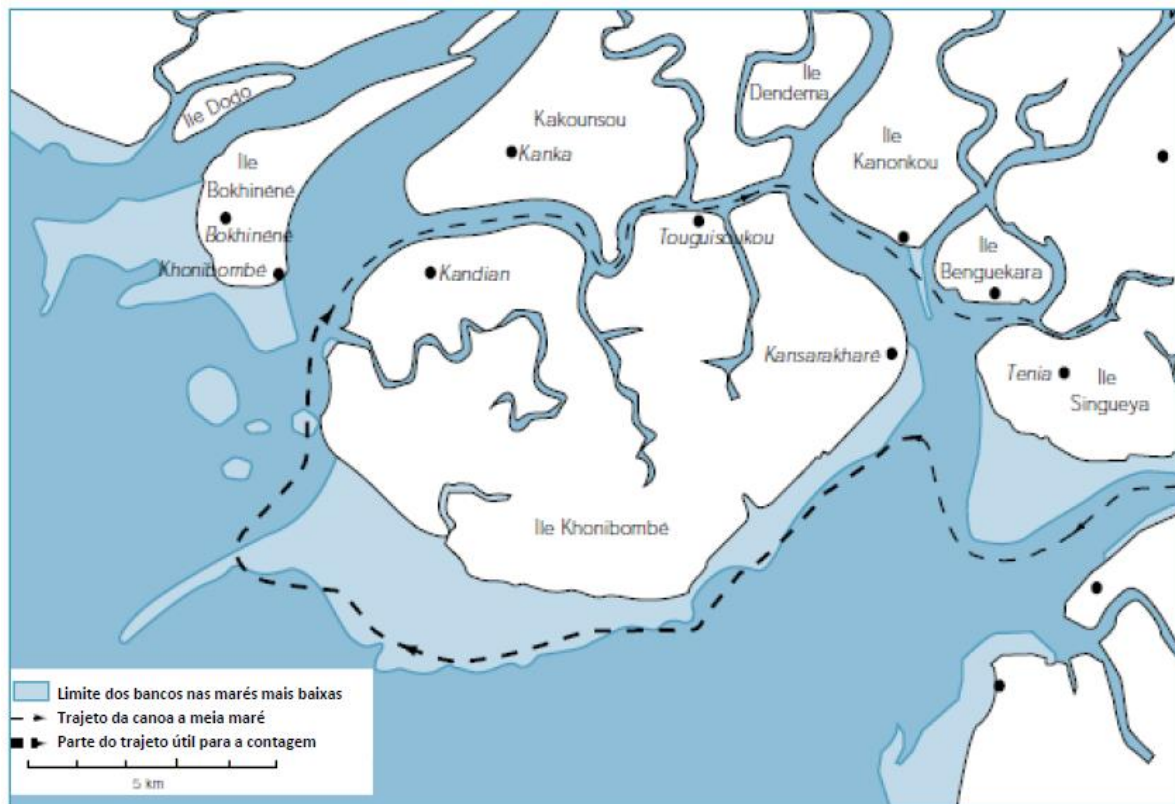 Ile Dodo
Ile
Dendema
Kakounsou
Kanka
Ile
Kanonkou
Ile
Bokhinéné
Bokhinéné
Khonibombé
Kandian
Touguisoukou
Ile
Benguekara
Kansarakharé
Tenia
Ile
Singueya
Ile Khonibombé
Limite dos bancos nas marés mais baixas
Trajeto da canoa a meia maré
Parte do trajeto útil para a contagem
5 km